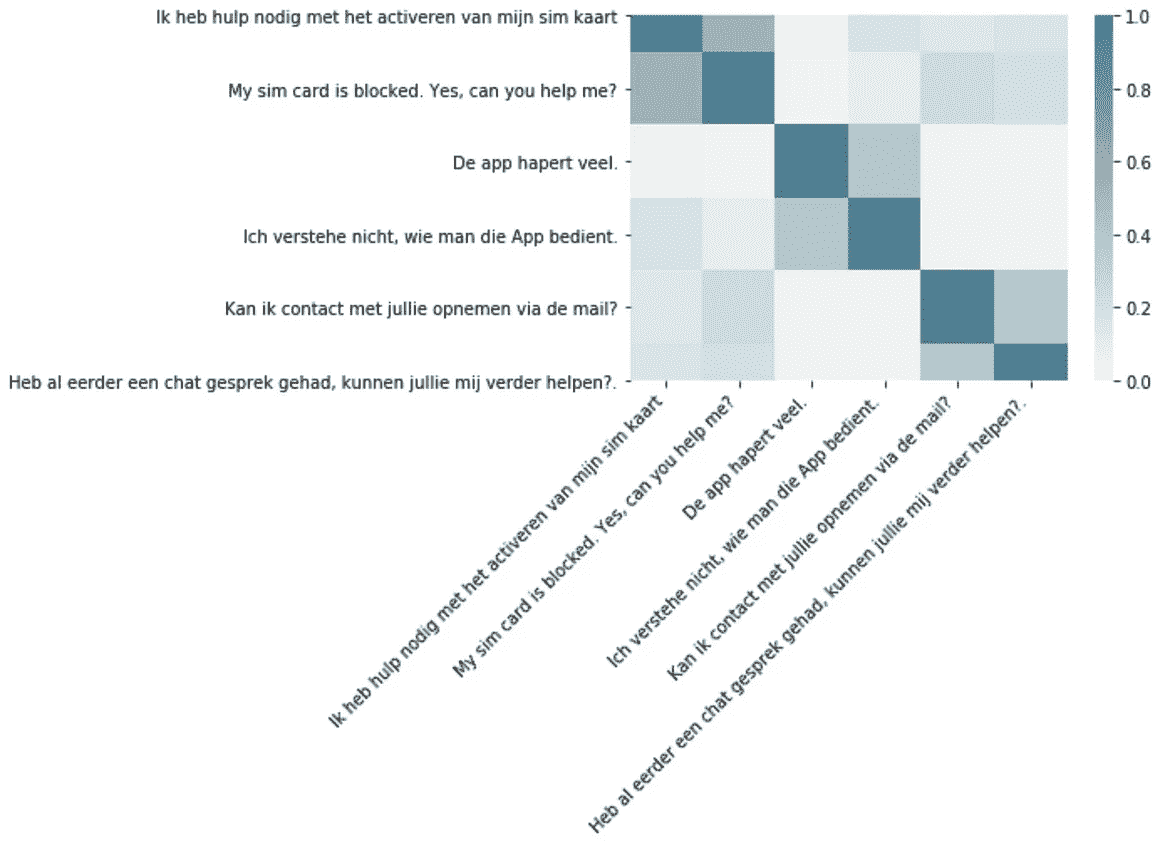 Ik heb hulp nodig met het activeren van mijn sim kaart
My sim card is blocked. Yes, can you help me?
De app hapert veel.
Ich verstehe nicht, wie man die App bedient.
Kan ik contact met jullie opnemen via de mail?
Heb al eerder een chat gesprek gehad, kunnen jullie mij verder helpen?.
1.0
0.8
0.6
0.4
0.2
0.0
Ik heb hulp nodig met het activeren van mijn sim kaart
My sim card is blocked. Yes, can you help me?
De app hapert veel.
Ich verstehe nicht, wie man die App bedient.
Kan ik contact met jullie opnemen via de mail?
Heb al eerder een chat gesprek gehad, kunnen jullie mij verder helpen?.